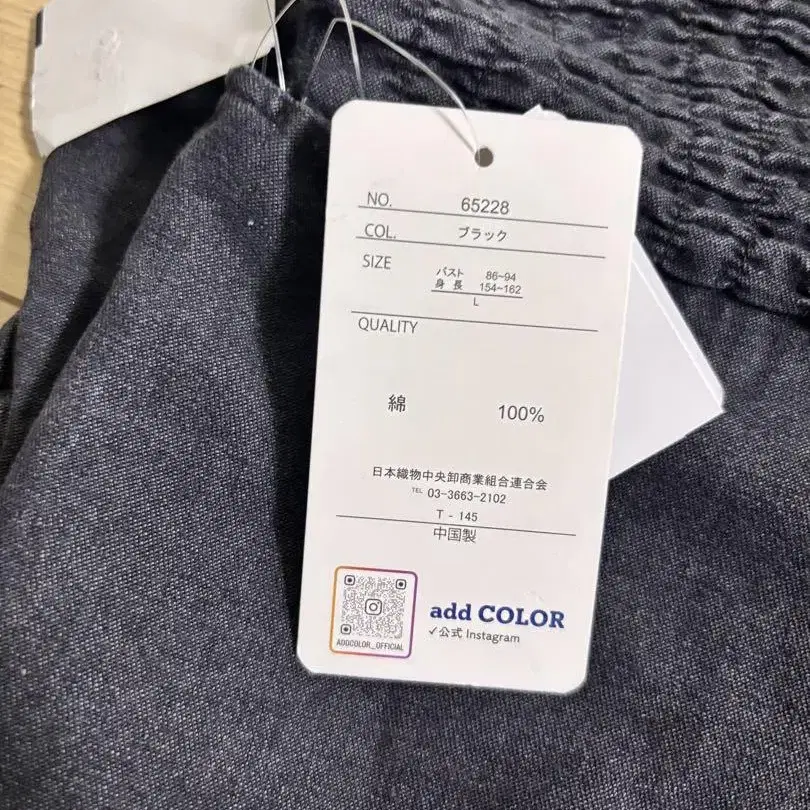 NO. 65228
COL. ブラック
SIZE
バスト 86~94
身 長 154~162
L
QUALITY
綿 100%
日本織物中央卸商業組合連合会
TEL 03-3663-2102
T - 145
中国製
ADDCOLOR_OFFICIAL
add COLOR
✓公式 Instagram